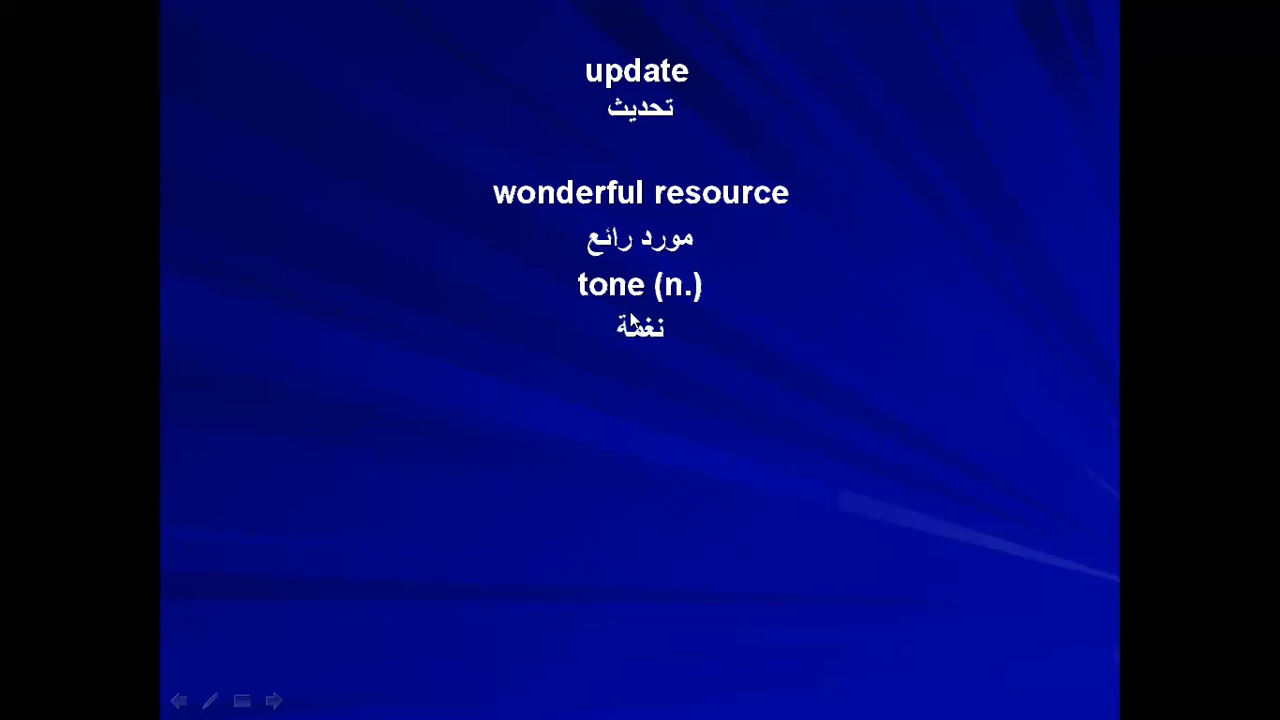 update
تحديث
wonderful resource
مورد رائع
tone (n.)
نغمة